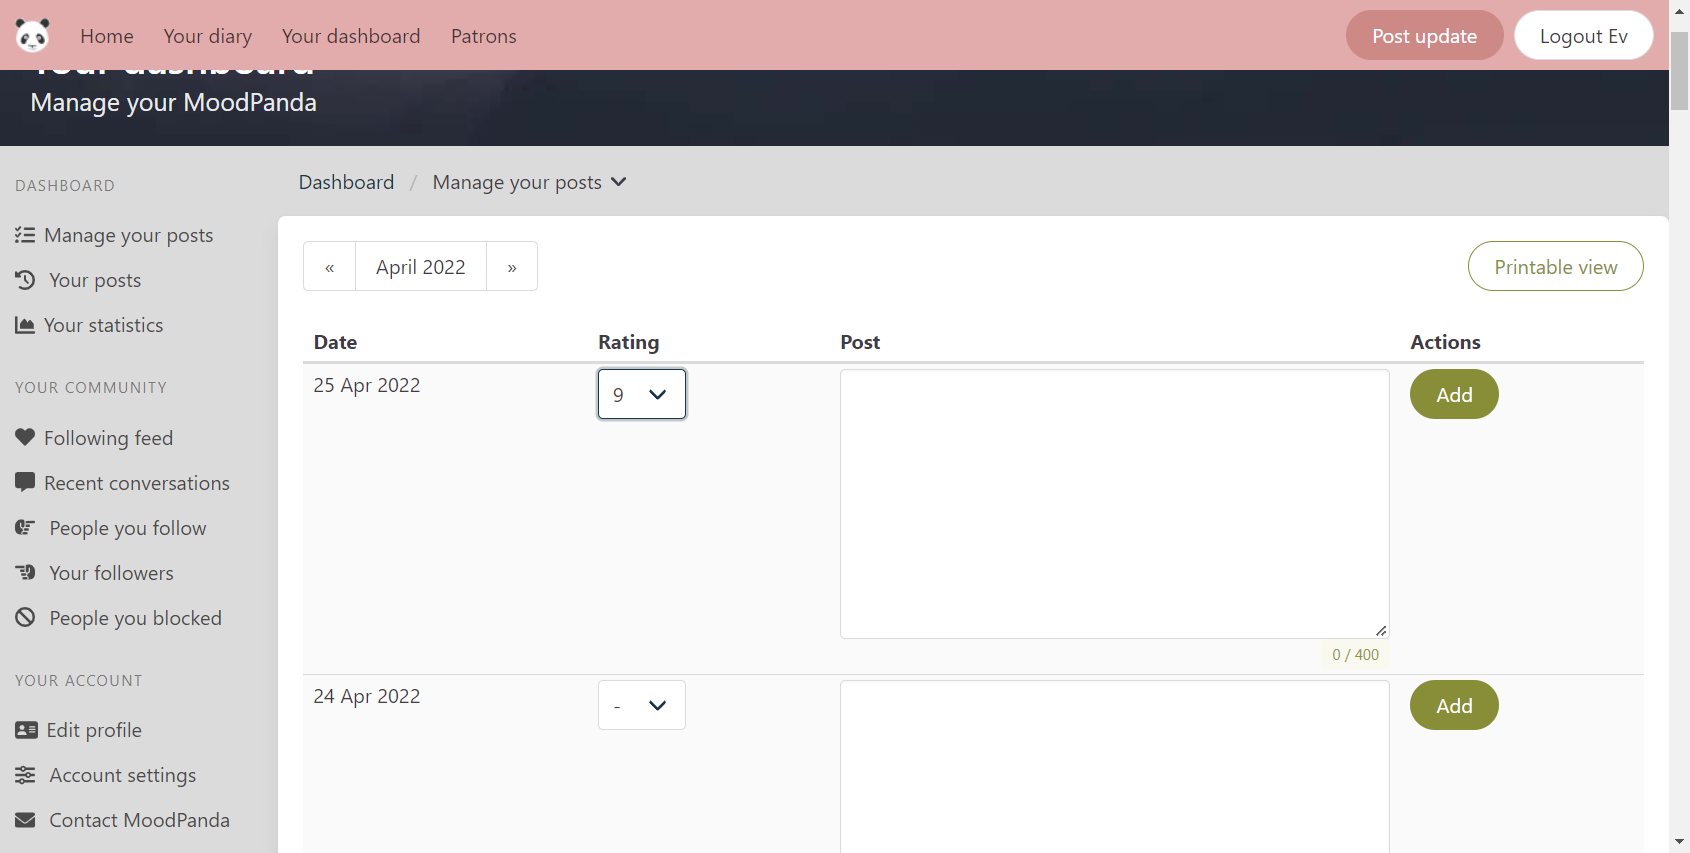 Home
Your diary
Your dashboard
Patrons
Post update
Logout Ev
Your dashboard
Manage your MoodPanda
DASHBOARD
Manage your posts
Your posts
Your statistics
YOUR COMMUNITY
Following feed
Recent conversations
People you follow
Your followers
People you blocked
YOUR ACCOUNT
Edit profile
Account settings
Contact MoodPanda
Dashboard / Manage your posts
« April 2022 »
Printable view
Date Rating Post Actions
25 Apr 2022 9 Add
0 / 400
24 Apr 2022 - Add